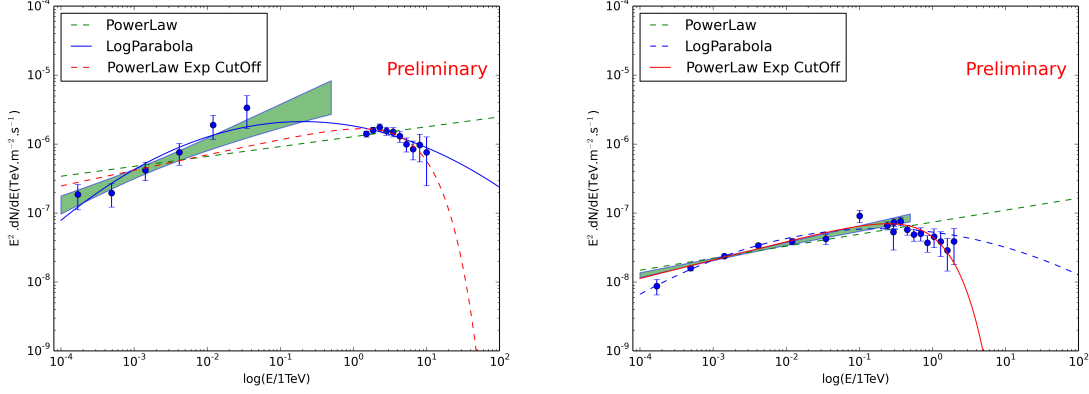 PowerLaw
LogParabola
PowerLaw Exp CutOff
Preliminary
10^-4
10^-5
10^-6
10^-7
10^-8
10^-9
E² .dN/dE(TeV.m⁻² .s⁻¹)
10^-4 10^-3 10^-2 10^-1 10^0 10^1 10^2
log(E/1TeV)
PowerLaw
LogParabola
PowerLaw Exp CutOff
Preliminary
10^-4
10^-5
10^-6
10^-7
10^-8
10^-9
E² .dN/dE(TeV.m⁻² .s⁻¹)
10^-4 10^-3 10^-2 10^-1 10^0 10^1 10^2
log(E/1TeV)